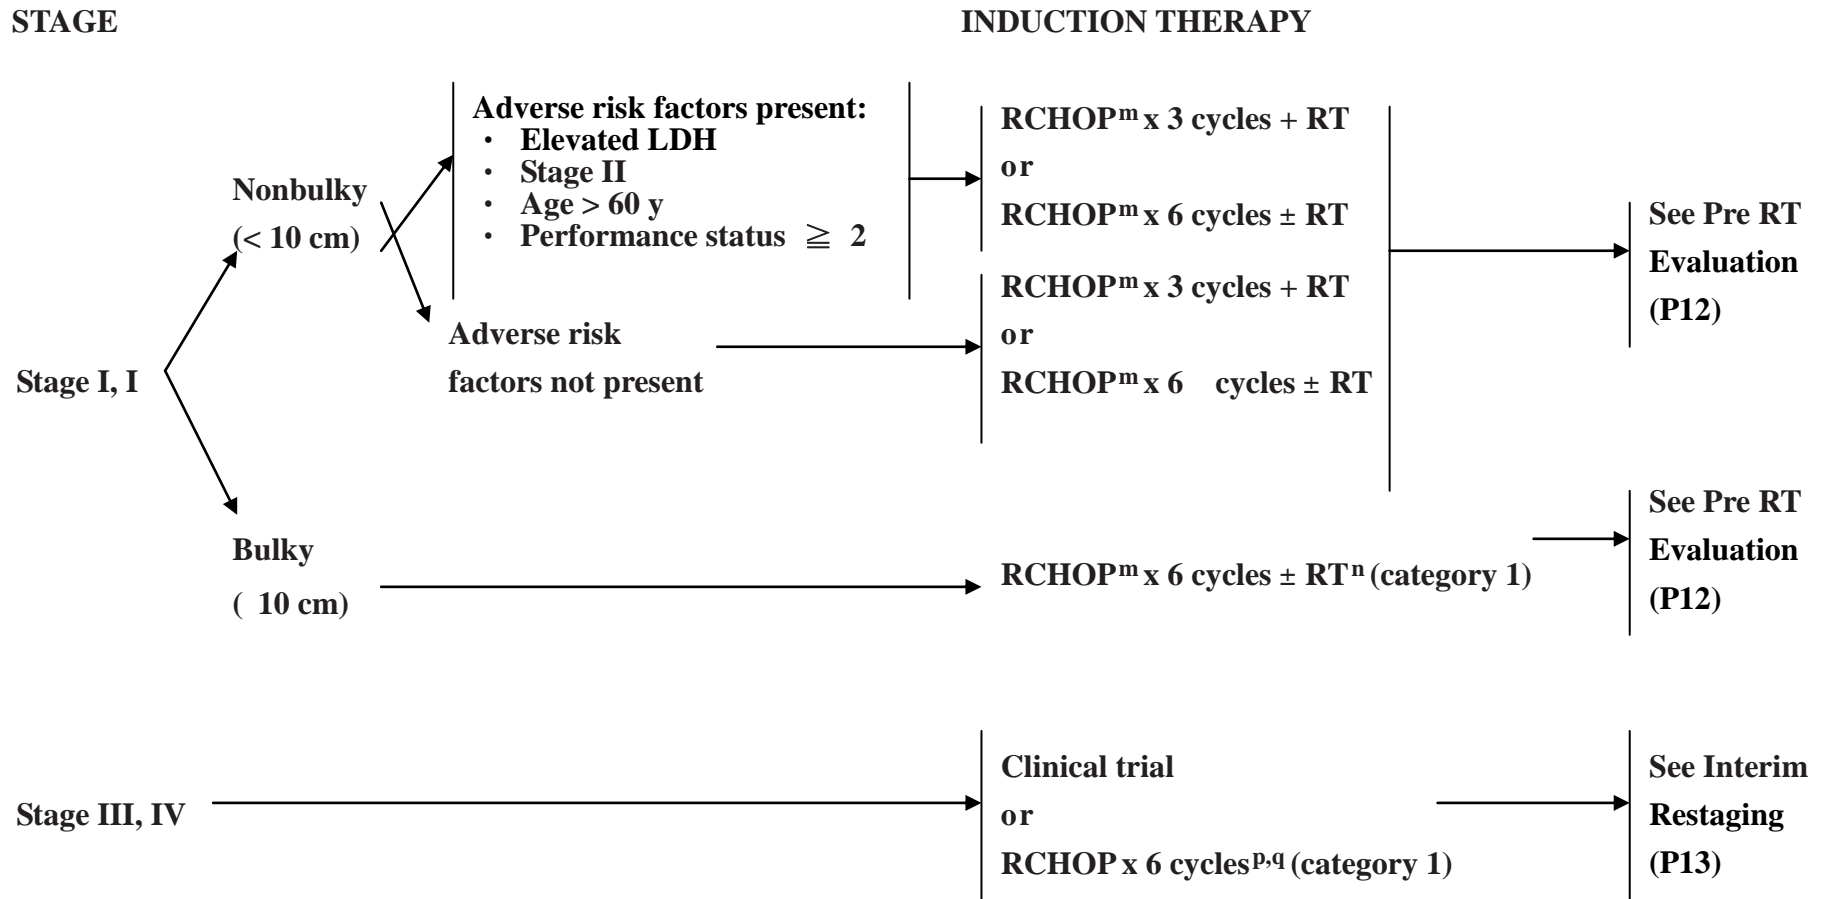 STAGE
INDUCTION THERAPY
Adverse risk factors present:
· Elevated LDH
· Stage II
· Age > 60 y
· Performance status ≧ 2
RCHOPᵐ x 3 cycles + RT
or
RCHOPᵐ x 6 cycles ± RT
Nonbulky
(< 10 cm)
See Pre RT
Evaluation
(P12)
Adverse risk
factors not present
RCHOPᵐ x 3 cycles + RT
or
RCHOPᵐ x 6 cycles ± RT
Stage I, I
Bulky
( 10 cm)
RCHOPᵐ x 6 cycles ± RTⁿ (category 1)
See Pre RT
Evaluation
(P12)
Stage III, IV
Clinical trial
or
RCHOP x 6 cycles^p,q (category 1)
See Interim
Restaging
(P13)